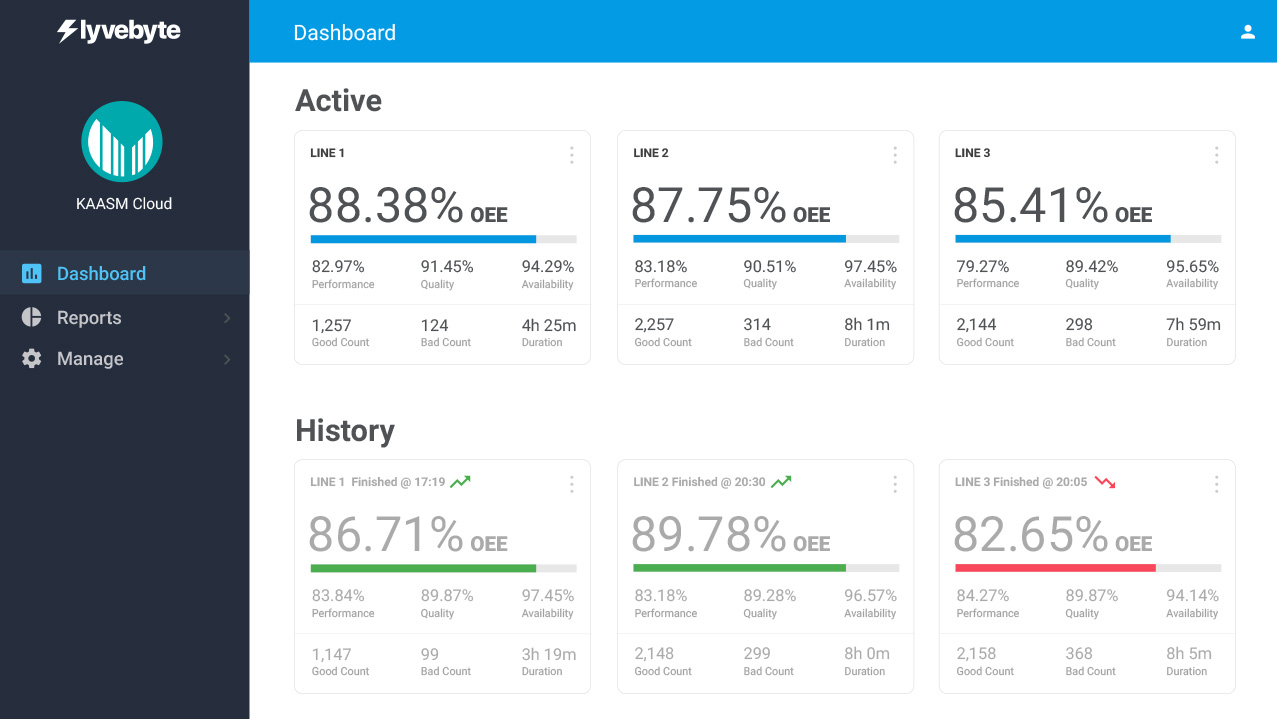 lyvebyte
Dashboard
KAASM Cloud
Dashboard
Reports
Manage
Active
LINE 1
88.38% OEE
82.97% 91.45% 94.29%
Performance Quality Availability
1,257 124 4h 25m
Good Count Bad Count Duration
LINE 2
87.75% OEE
83.18% 90.51% 97.45%
Performance Quality Availability
2,257 314 8h 1m
Good Count Bad Count Duration
LINE 3
85.41% OEE
79.27% 89.42% 95.65%
Performance Quality Availability
2,144 298 7h 59m
Good Count Bad Count Duration
History
LINE 1 Finished @ 17:19
86.71% OEE
83.84% 89.87% 97.45%
Performance Quality Availability
1,147 99 3h 19m
Good Count Bad Count Duration
LINE 2 Finished @ 20:30
89.78% OEE
83.18% 89.28% 96.57%
Performance Quality Availability
2,148 299 8h 0m
Good Count Bad Count Duration
LINE 3 Finished @ 20:05
82.65% OEE
84.27% 89.87% 94.14%
Performance Quality Availability
2,158 368 8h 5m
Good Count Bad Count Duration